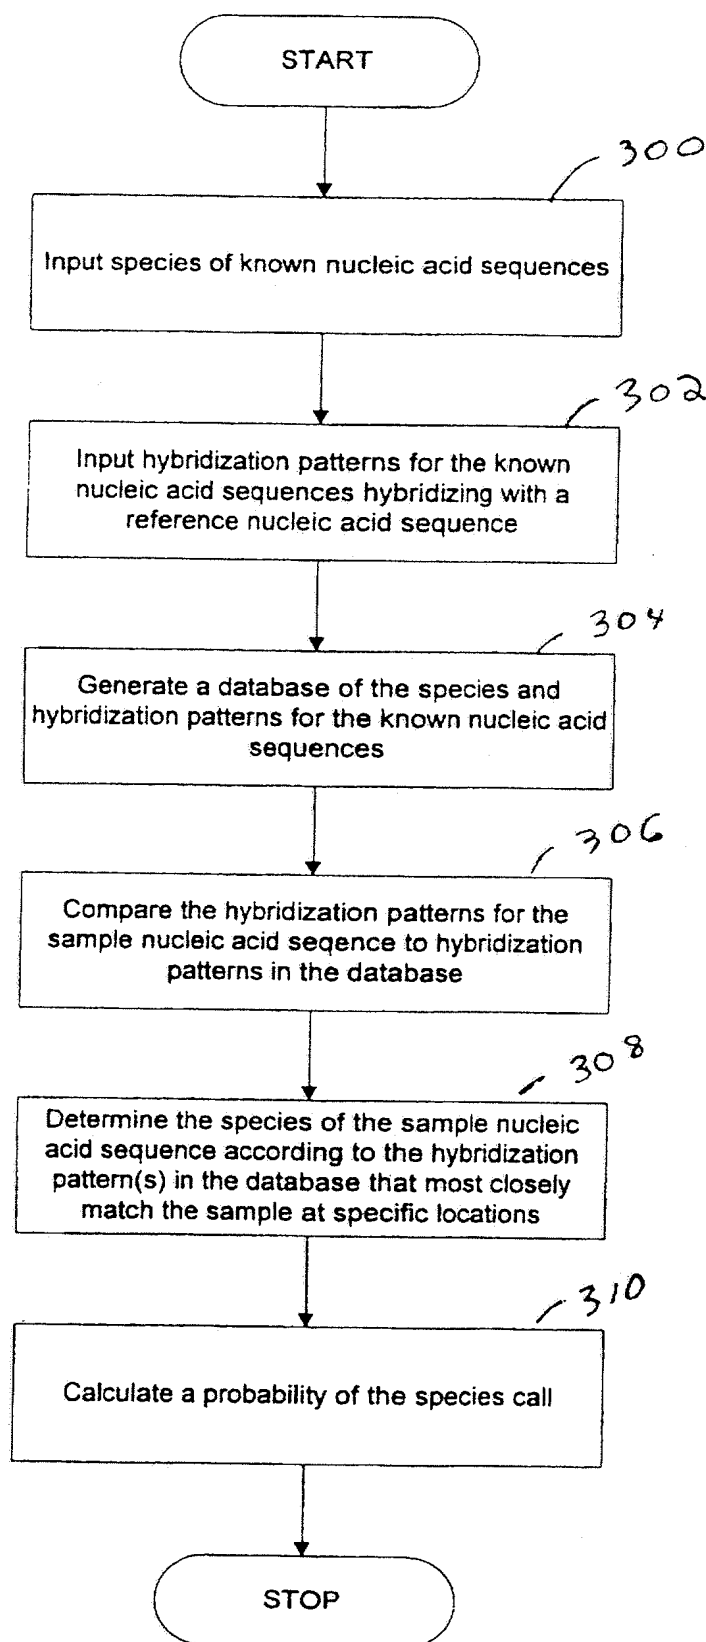 START
300
Input species of known nucleic acid sequences
302
Input hybridization patterns for the known
nucleic acid sequences hybridizing with a
reference nucleic acid sequence
304
Generate a database of the species and
hybridization patterns for the known nucleic acid
sequences
306
Compare the hybridization patterns for the
sample nucleic acid seqence to hybridization
patterns in the database
308
Determine the species of the sample nucleic
acid sequence according to the hybridization
pattern(s) in the database that most closely
match the sample at specific locations
310
Calculate a probability of the species call
STOP